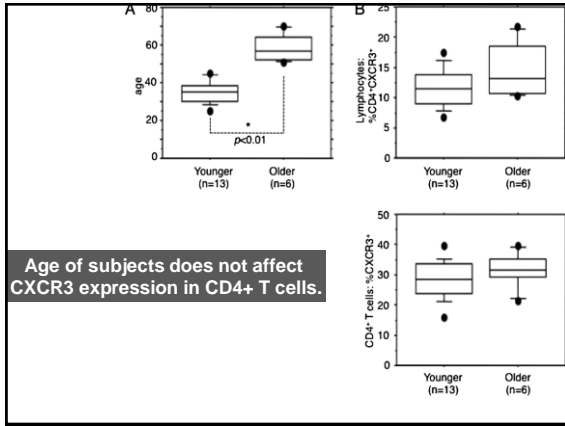 A
80
60
40
20
0
age
*
p<0.01
Younger
(n=13)
Older
(n=6)
B
25
20
15
10
5
0
Lymphocytes:
%CD4⁺CXCR3⁺
Younger
(n=13)
Older
(n=6)
Age of subjects does not affect
CXCR3 expression in CD4+ T cells.
50
40
30
20
10
0
CD4⁺ T cells: %CXCR3⁺
Younger
(n=13)
Older
(n=6)